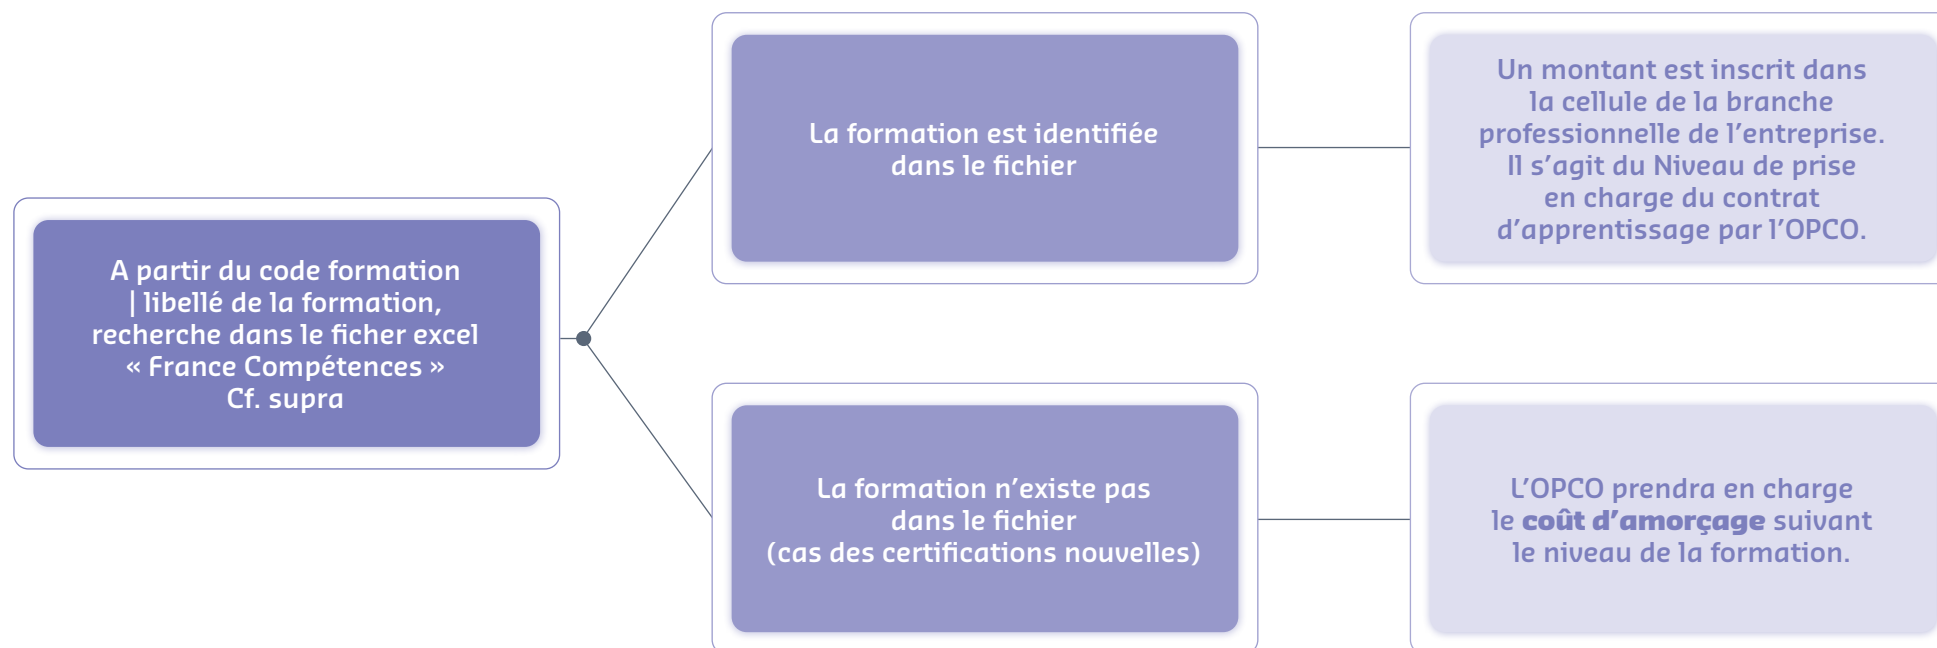 A partir du code formation
| libellé de la formation,
recherche dans le ficher excel
« France Compétences »
Cf. supra
La formation est identifiée
dans le fichier
Un montant est inscrit dans
la cellule de la branche
professionnelle de l’entreprise.
Il s’agit du Niveau de prise
en charge du contrat
d’apprentissage par l’OPCO.
La formation n’existe pas
dans le fichier
(cas des certifications nouvelles)
L’OPCO prendra en charge
le coût d’amorçage suivant
le niveau de la formation.